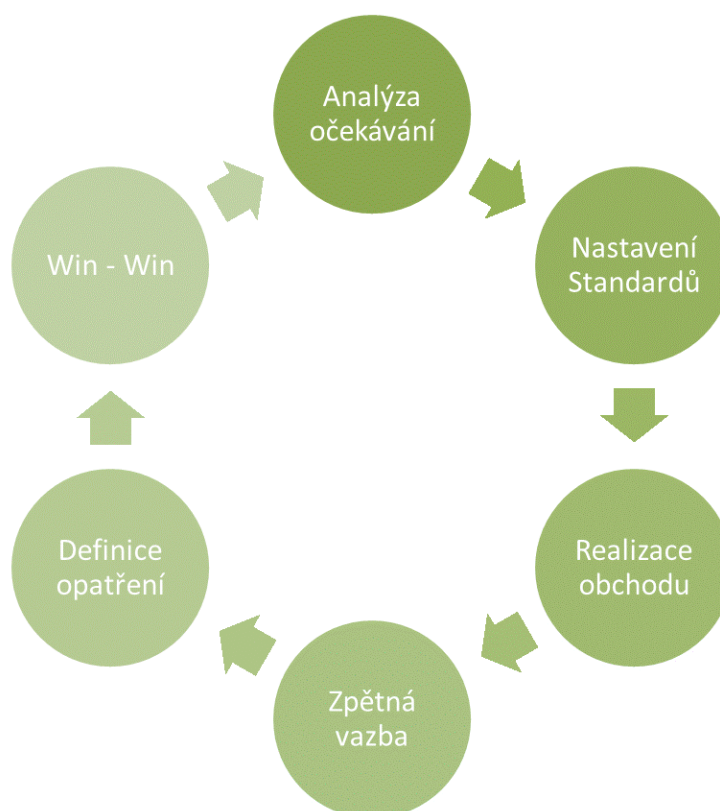 Analýza
očekávání
Nastavení
Standardů
Realizace
obchodu
Zpětná
vazba
Definice
opatření
Win - Win